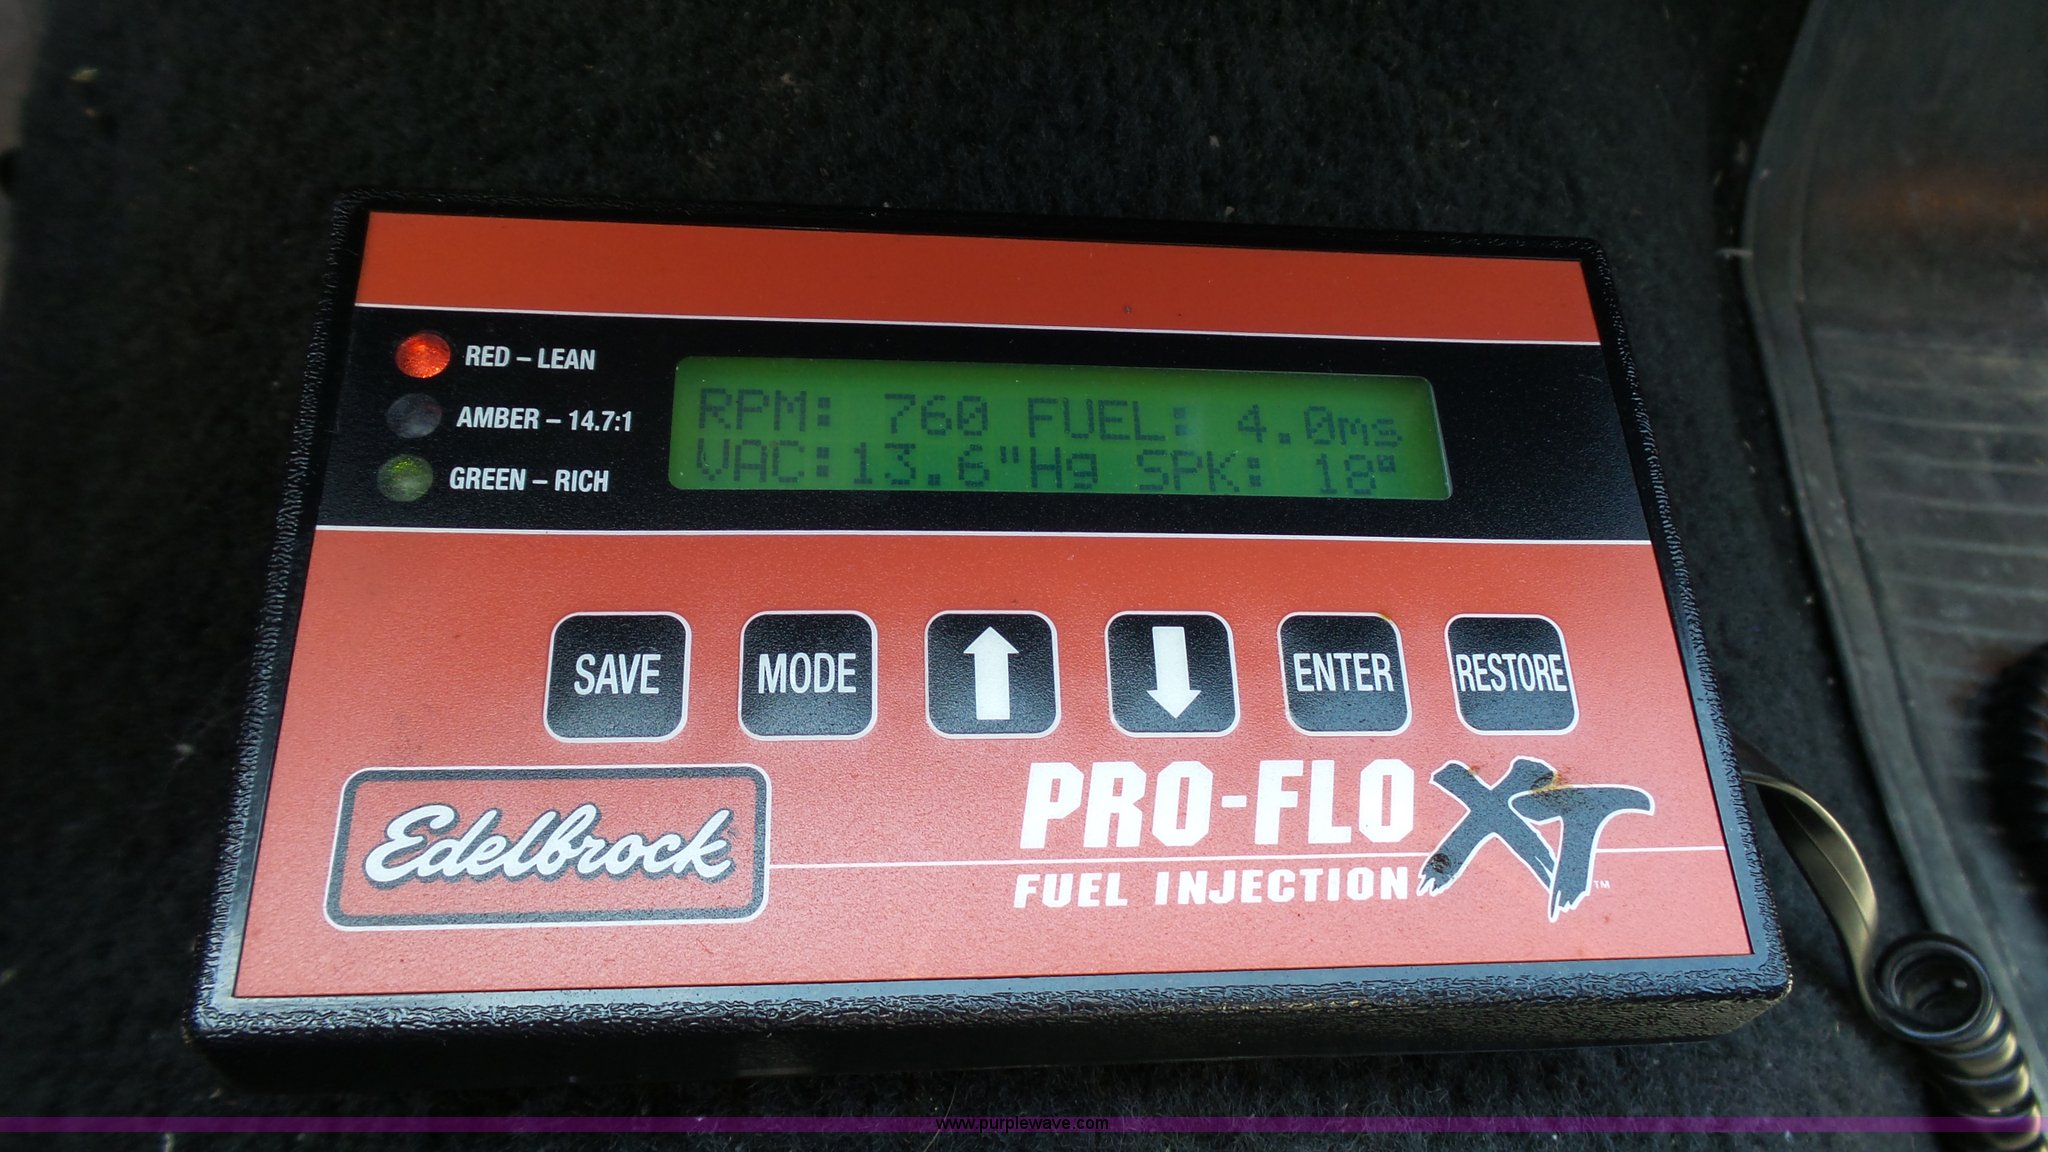 RED – LEAN
AMBER – 14.7:1
GREEN – RICH
RPM: 760 FUEL: 4.0ms
VAC:13.6"Hg SPK: 18°
SAVE
MODE
ENTER
RESTORE
Edelbrock
PRO-FLO XT™
FUEL INJECTION
www.purplewave.com